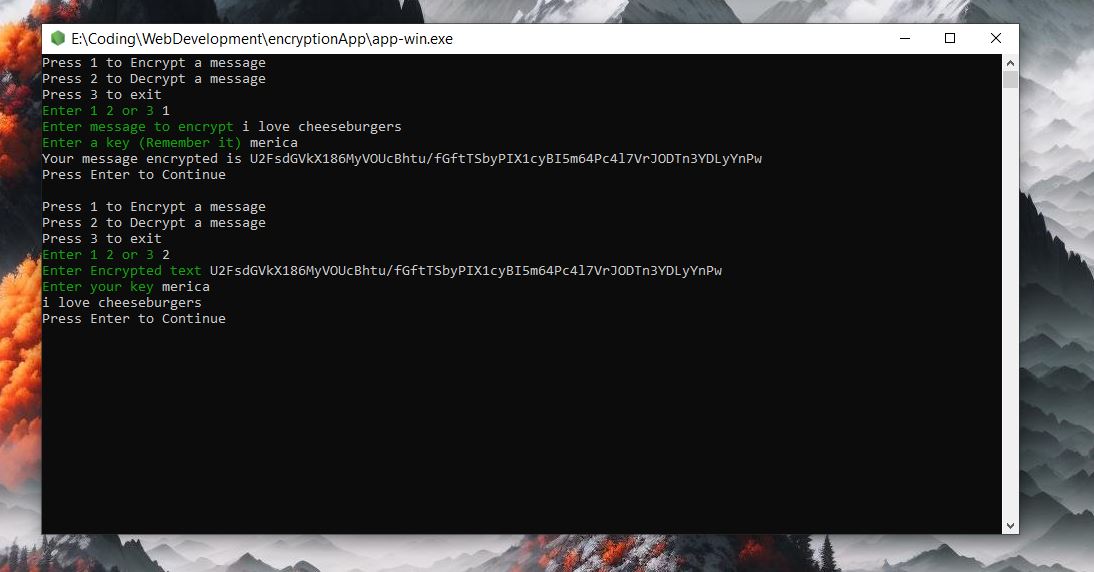 E:\Coding\WebDevelopment\encryptionApp\app-win.exe
Press 1 to Encrypt a message
Press 2 to Decrypt a message
Press 3 to exit
Enter 1 2 or 3 1
Enter message to encrypt i love cheeseburgers
Enter a key (Remember it) merica
Your message encrypted is U2FsdGVkX186MyVOUcBhtu/fGftTSbyPIX1cyBI5m64Pc4l7VrJODTn3YDLyYnPw
Press Enter to Continue
Press 1 to Encrypt a message
Press 2 to Decrypt a message
Press 3 to exit
Enter 1 2 or 3 2
Enter Encrypted text U2FsdGVkX186MyVOUcBhtu/fGftTSbyPIX1cyBI5m64Pc4l7VrJODTn3YDLyYnPw
Enter your key merica
i love cheeseburgers
Press Enter to Continue